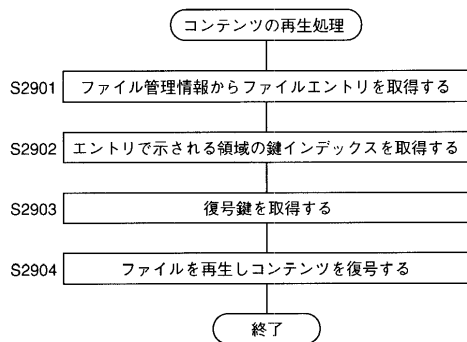 コンテンツの再生処理
S2901 ファイル管理情報からファイルエントリを取得する
S2902 エントリで示される領域の鍵インデックスを取得する
S2903 復号鍵を取得する
S2904 ファイルを再生しコンテンツを復号する
終了